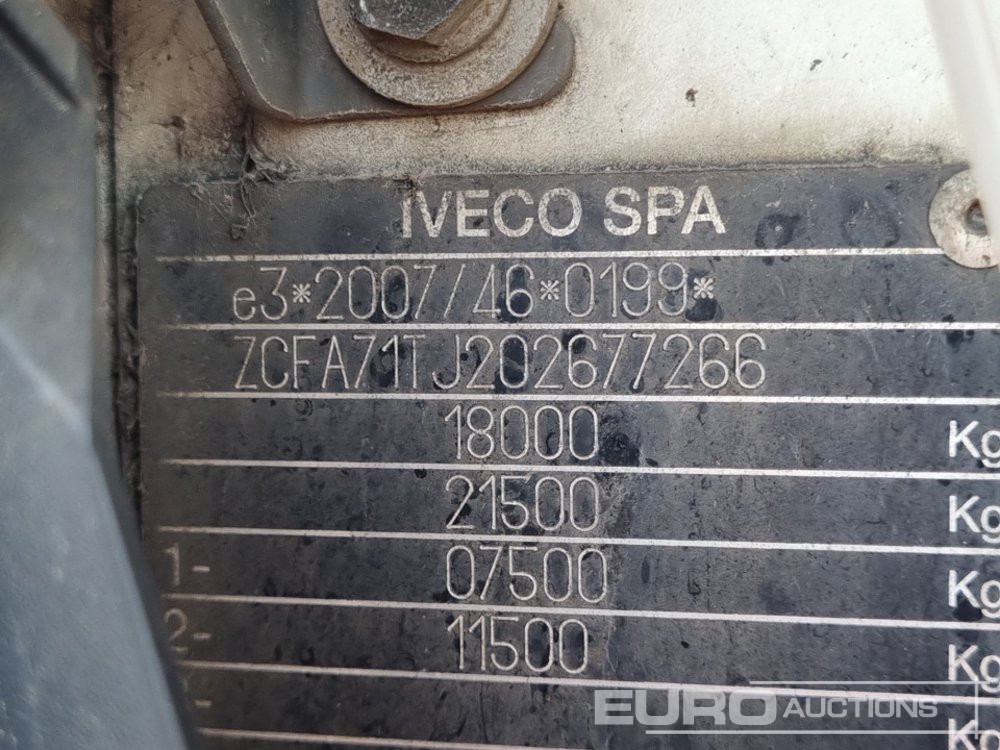 IVECO SPA
e3*2007/46*0199*
ZCFA71TJ202677266
18000 Kg
21500 Kg
1- 07500 Kg
2- 11500 Kg
- Kg
EURO AUCTIONS